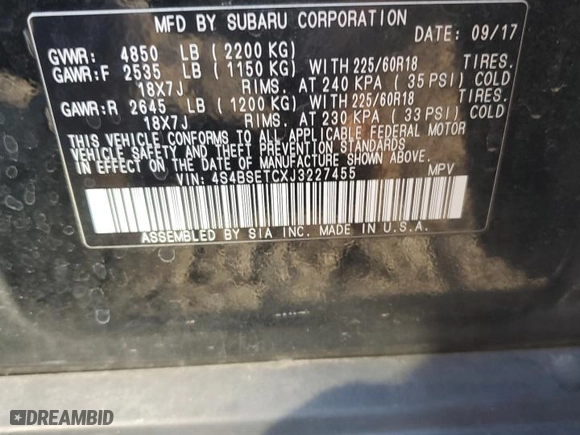 MFD BY SUBARU CORPORATION
DATE: 09/17
GVWR: 4850 LB (2200 KG)
GAWR:F 2535 LB (1150 KG) WITH 225/60R18 TIRES.
18X7J RIMS. AT 240 KPA (35 PSI) COLD
GAWR:R 2645 LB (1200 KG) WITH 225/60R18 TIRES.
18X7J RIMS. AT 230 KPA (33 PSI) COLD
THIS VEHICLE CONFORMS TO ALL APPLICABLE FEDERAL MOTOR
VEHICLE SAFETY AND THEFT PREVENTION STANDARDS
IN EFFECT ON THE DATE OF MANUFACTURE SHOWN ABOVE.
VIN: 4S4BSETCXJ3227455 MPV
ASSEMBLED BY SIA INC. MADE IN U.S.A.
DREAMBID